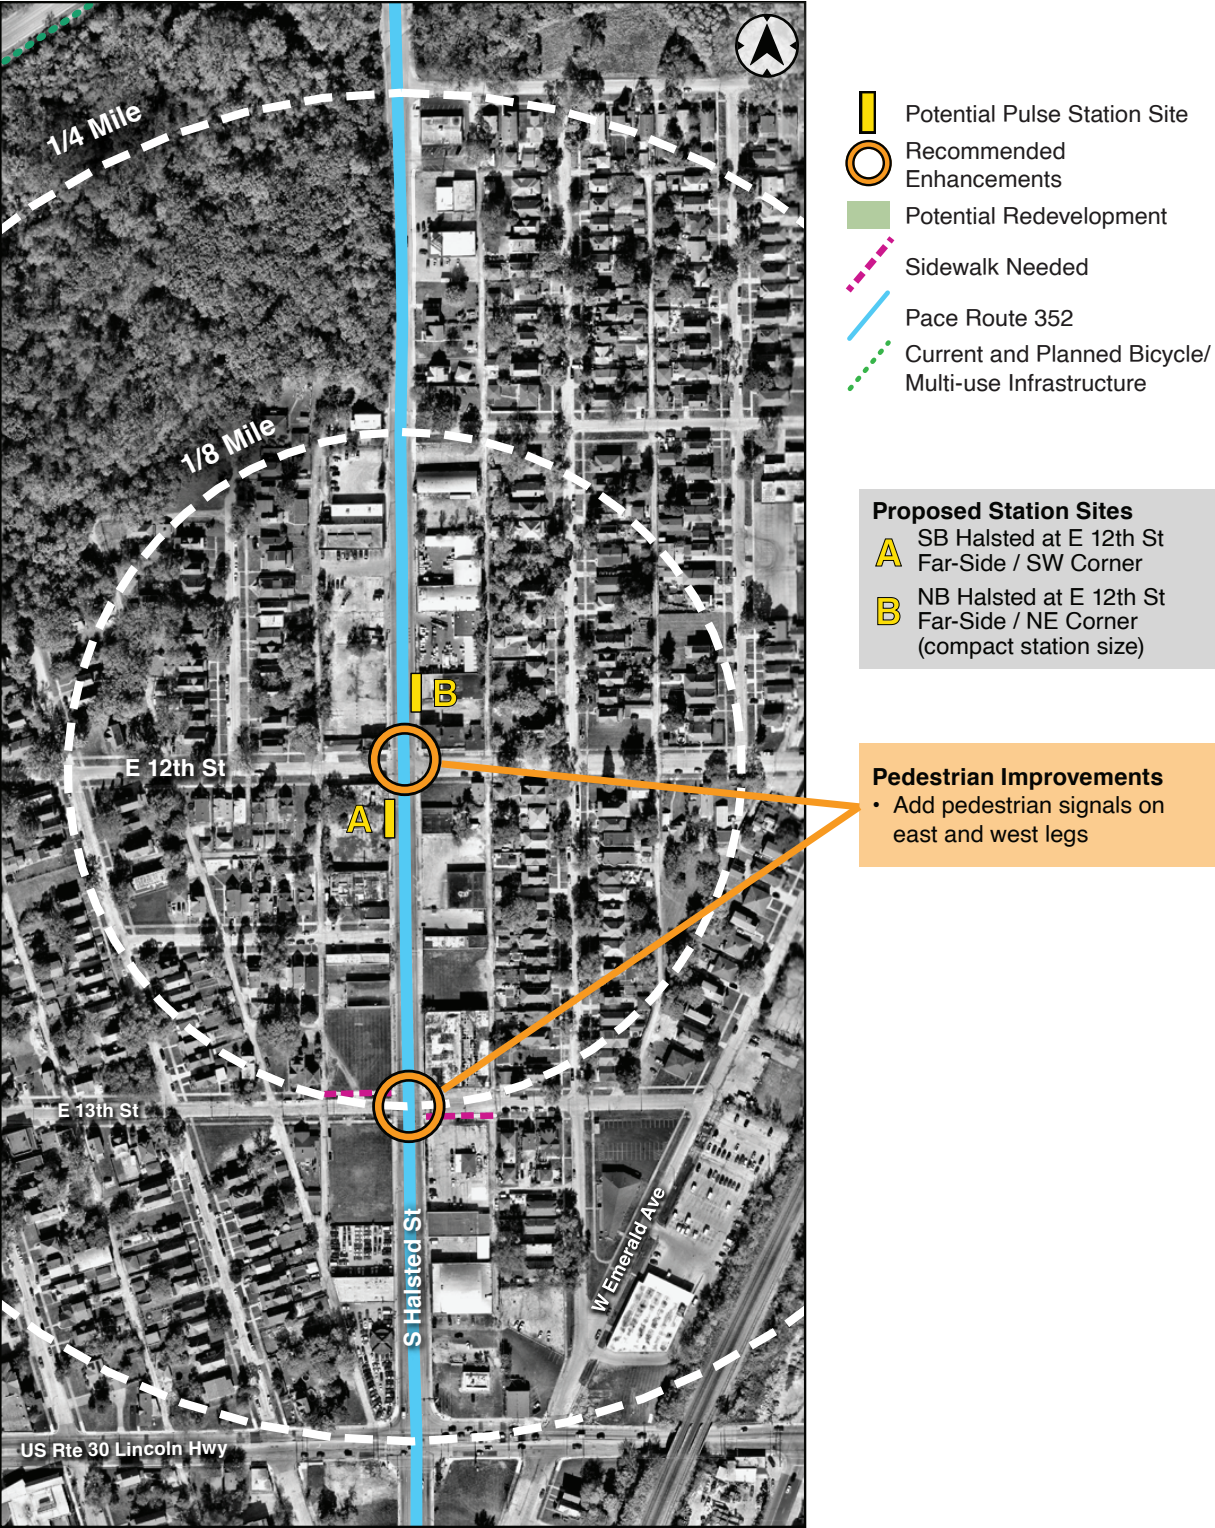 1/4 Mile
1/8 Mile
B
E 12th St
A
E 13th St
W Emerald Ave
S Halsted St
US Rte 30 Lincoln Hwy
Potential Pulse Station Site
Recommended
Enhancements
Potential Redevelopment
Sidewalk Needed
Pace Route 352
Current and Planned Bicycle/
Multi-use Infrastructure
Proposed Station Sites
A SB Halsted at E 12th St
Far-Side / SW Corner
B NB Halsted at E 12th St
Far-Side / NE Corner
(compact station size)
Pedestrian Improvements
• Add pedestrian signals on
east and west legs